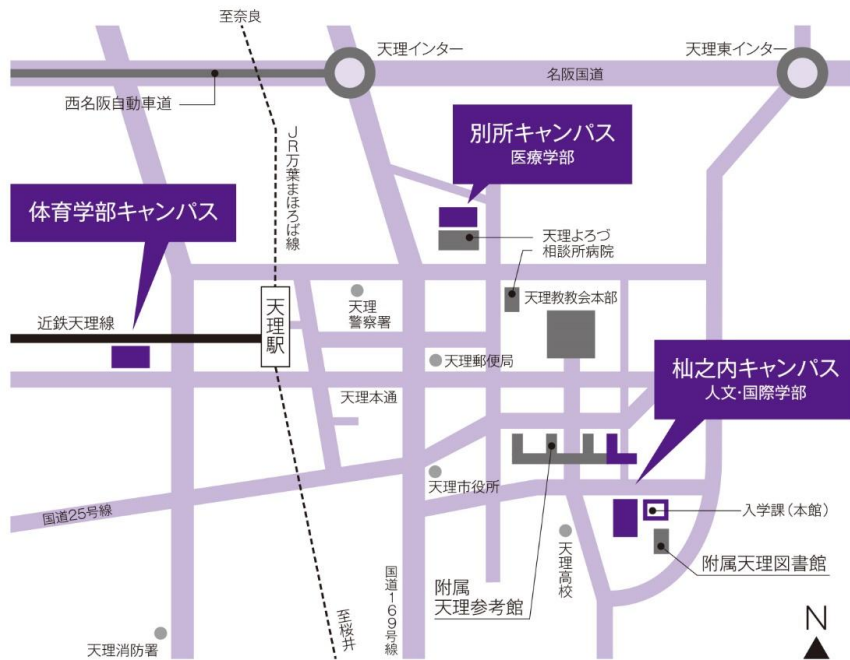 至奈良
天理インター
天理東インター
名阪国道
西名阪自動車道
JR万葉まほろば線
別所キャンパス
医療学部
体育学部キャンパス
天理よろづ
相談所病院
天理
警察署
天理教教会本部
近鉄天理線
天理駅
天理郵便局
杣之内キャンパス
人文・国際学部
天理本通
天理市役所
国道25号線
入学課(本館)
天理高校
附属天理図書館
附属
天理参考館
国道169号線
至桜井
天理消防署
N